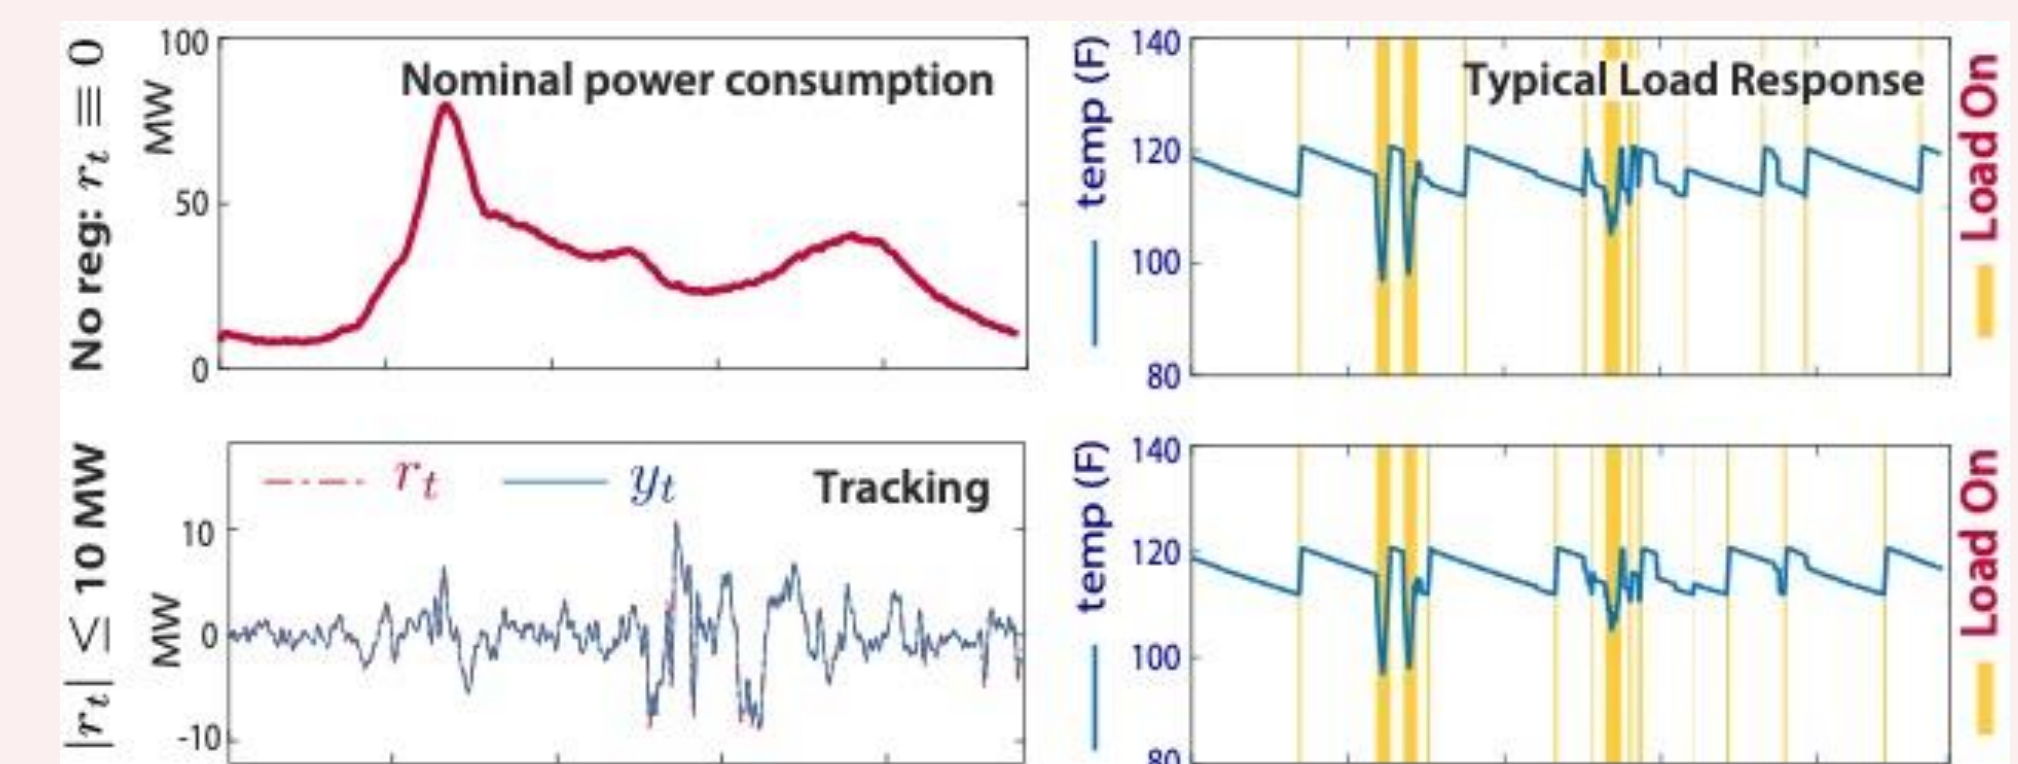 No reg: r_t ≡ 0
MW
100
50
0
Nominal power consumption
temp (F)
140
120
100
80
Typical Load Response
Load On
|r_t| ≤ 10 MW
MW
10
0
-10
r_t
y_t
Tracking
temp (F)
140
120
100
80
Load On